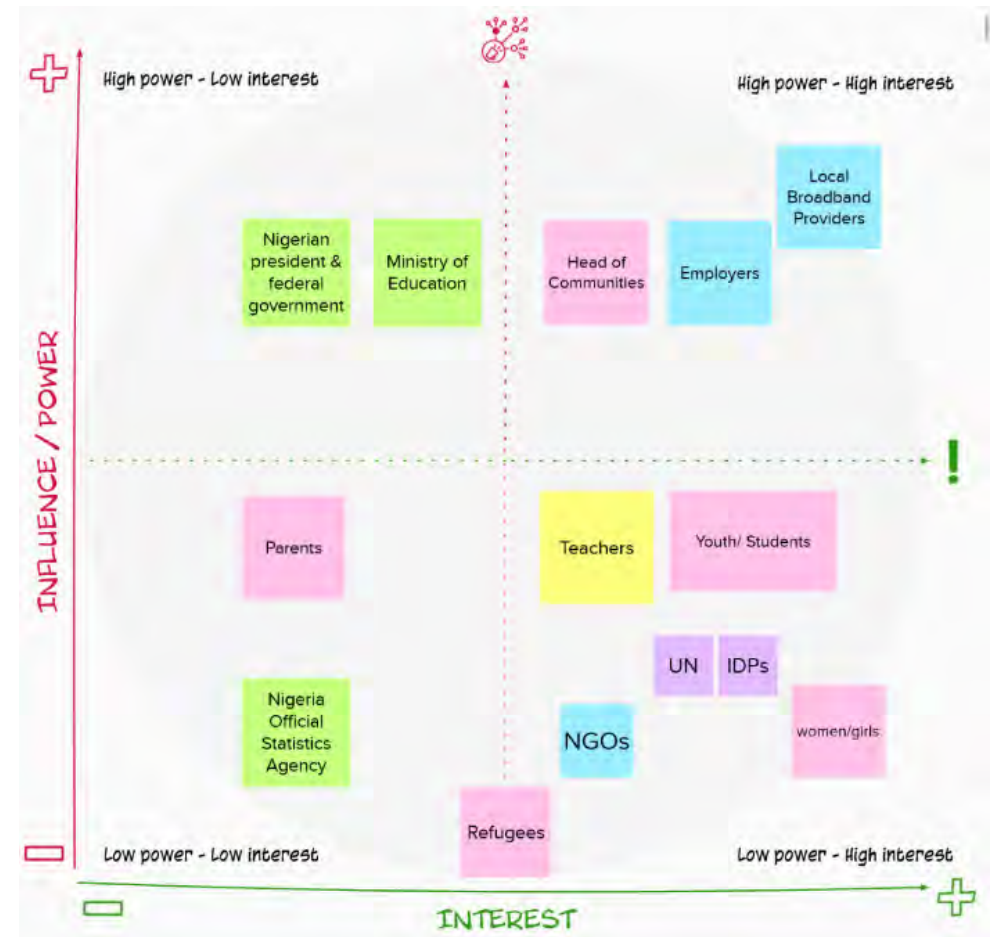 High power - Low interest
High power - High interest
Local
Broadband
Providers
Nigerian
president &
federal
government
Ministry of
Education
Head of
Communities
Employers
INFLUENCE / POWER
!
Parents
Teachers
Youth/ Students
UN
IDPs
Nigeria
Official
Statistics
Agency
NGOs
women/girls
Refugees
Low power - Low interest
Low power - High interest
INTEREST